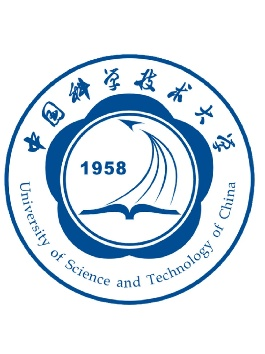 中国科学技术大学
1958
University of Science and Technology of China